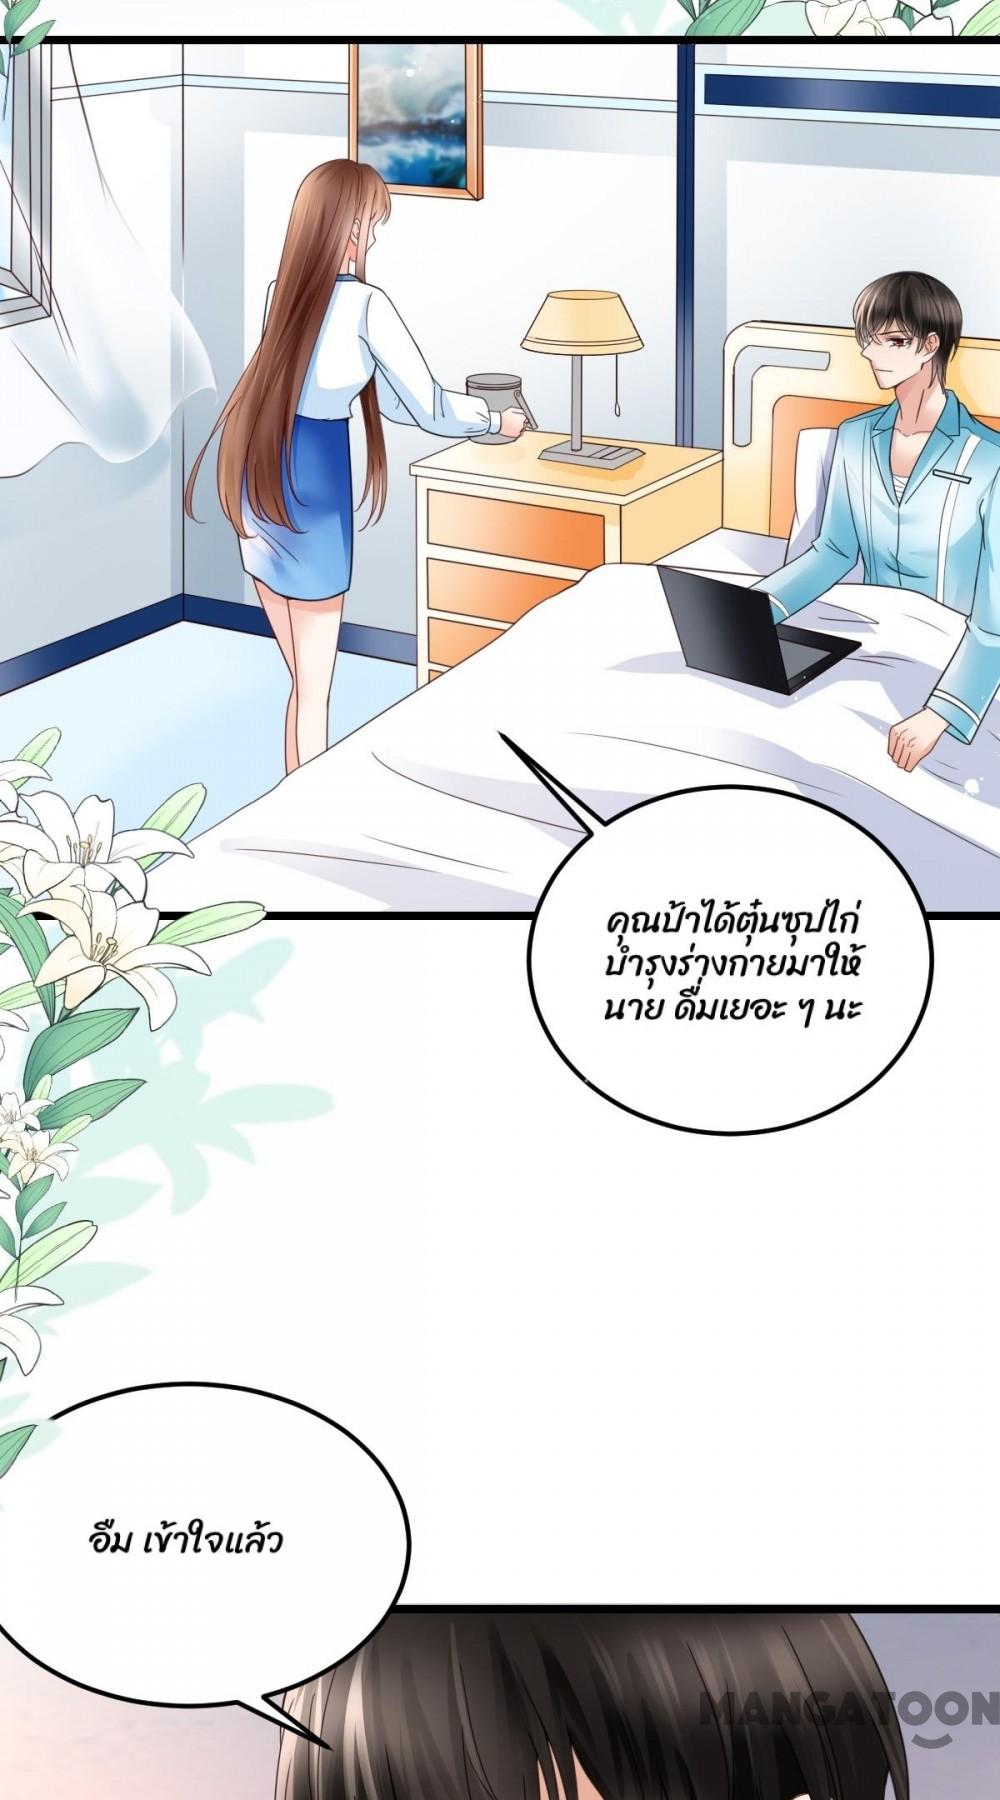 คุณป้าได้ตุ๋นซุปไก่
บำรุงร่างกายมาให้
นาย ดื่มเยอะ ๆ นะ
อืม เข้าใจแล้ว
MANGATOON